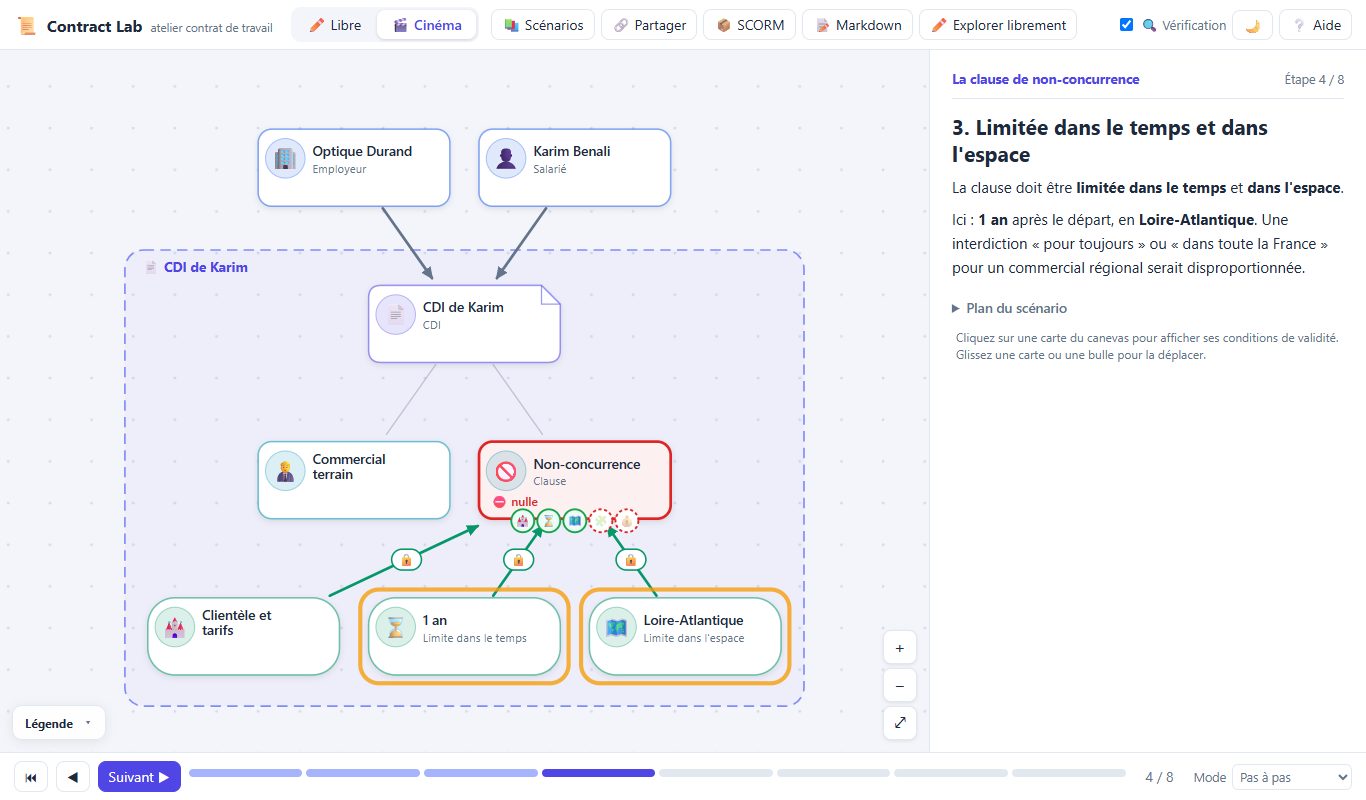 Contract Lab atelier contrat de travail
Libre
Cinéma
Scénarios
Partager
SCORM
Markdown
Explorer librement
Vérification
Aide
Optique Durand
Employeur
Karim Benali
Salarié
CDI de Karim
CDI de Karim
CDI
Commercial
terrain
Non-concurrence
Clause
nulle
Clientèle et
tarifs
1 an
Limite dans le temps
Loire-Atlantique
Limite dans l'espace
+
−
Légende
La clause de non-concurrence
Étape 4 / 8
3. Limitée dans le temps et dans
l'espace
La clause doit être limitée dans le temps et dans l'espace.
Ici : 1 an après le départ, en Loire-Atlantique. Une
interdiction « pour toujours » ou « dans toute la France »
pour un commercial régional serait disproportionnée.
Plan du scénario
Cliquez sur une carte du canevas pour afficher ses conditions de validité.
Glissez une carte ou une bulle pour la déplacer.
Suivant
4 / 8
Mode
Pas à pas